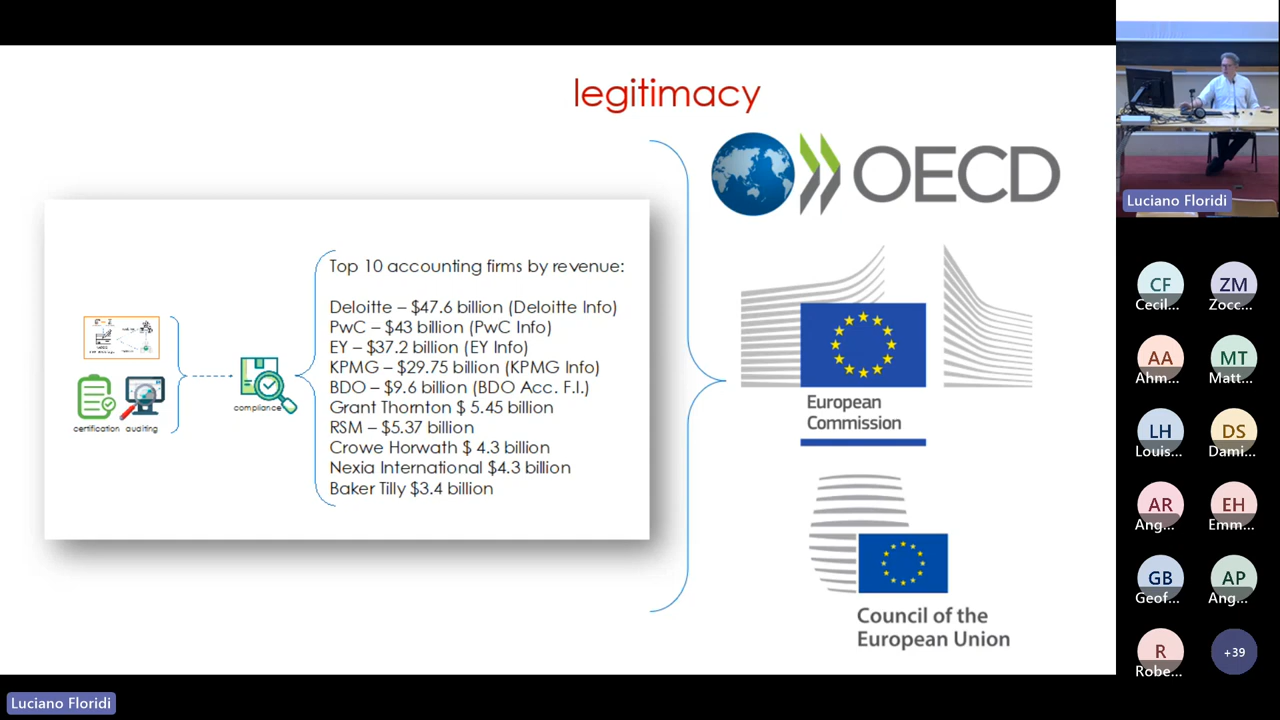 legitimacy
OECD
Top 10 accounting firms by revenue:
Deloitte – $47.6 billion (Deloitte Info)
PwC – $43 billion (PwC Info)
EY – $37.2 billion (EY Info)
KPMG – $29.75 billion (KPMG Info)
BDO – $9.6 billion (BDO Acc. F.I.)
Grant Thornton $ 5.45 billion
RSM – $5.37 billion
Crowe Horwath $ 4.3 billion
Nexia International $4.3 billion
Baker Tilly $3.4 billion
certification
auditing
compliance
European
Commission
Council of the
European Union
Luciano Floridi
CF
Cecil...
ZM
Zocc...
AA
Ahm...
MT
Matt...
LH
Louis...
DS
Dami...
AR
Ang...
EH
Emm...
GB
Geof...
AP
Ang...
R
Robe...
+39
Luciano Floridi